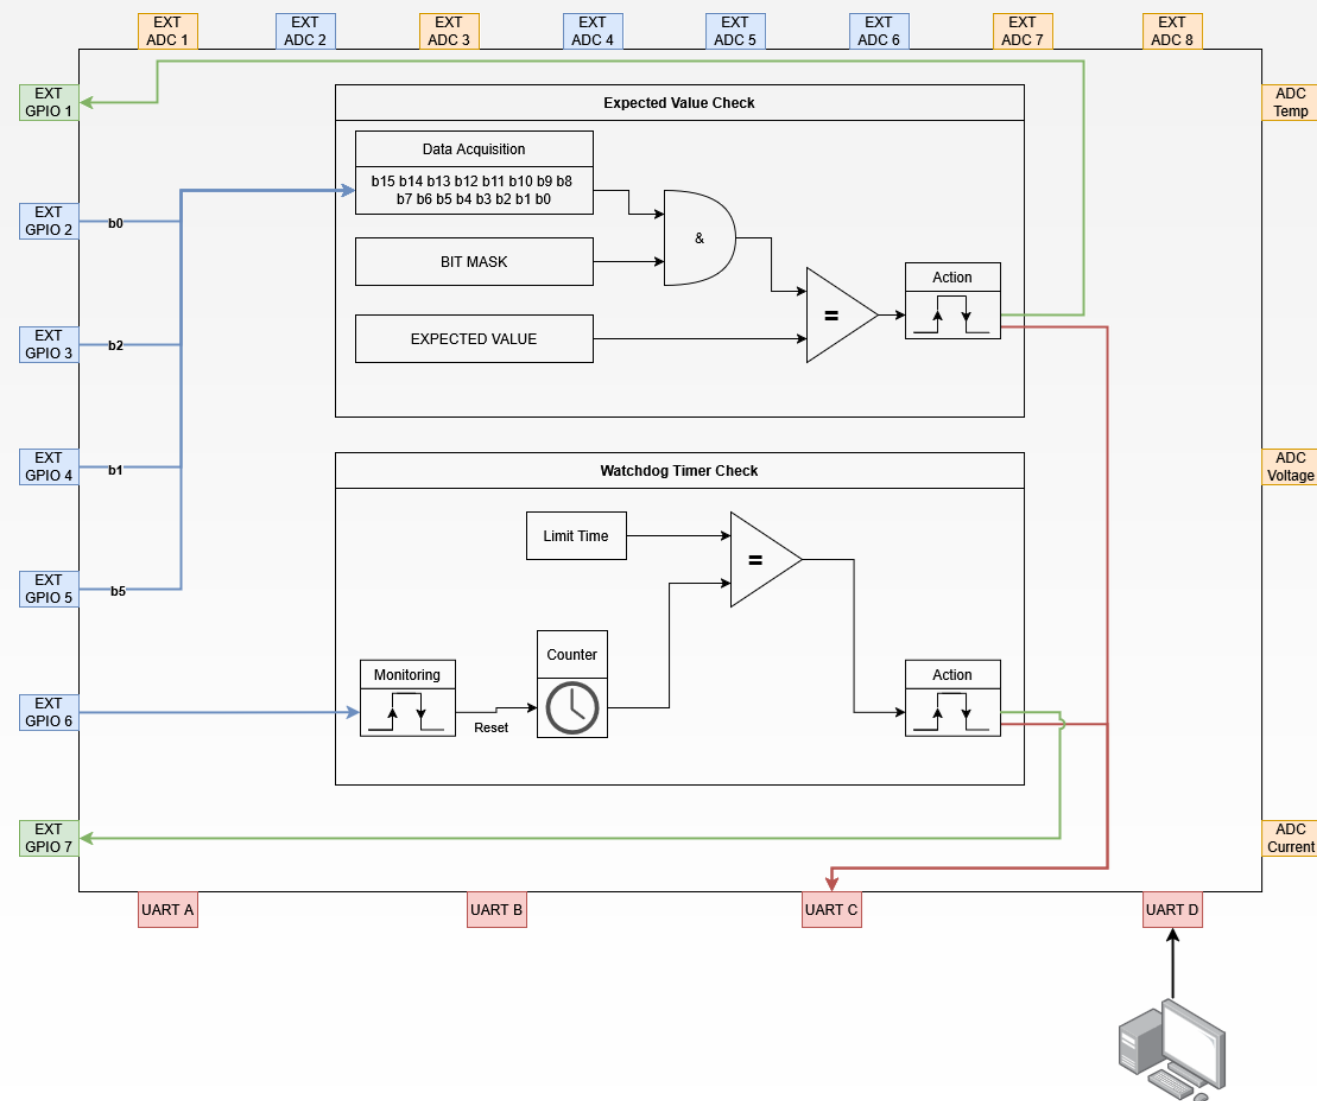 EXT
ADC 1
EXT
ADC 2
EXT
ADC 3
EXT
ADC 4
EXT
ADC 5
EXT
ADC 6
EXT
ADC 7
EXT
ADC 8
EXT
GPIO 1
EXT
GPIO 2
EXT
GPIO 3
EXT
GPIO 4
EXT
GPIO 5
EXT
GPIO 6
EXT
GPIO 7
b0
b2
b1
b5
Expected Value Check
Data Acquisition
b15 b14 b13 b12 b11 b10 b9 b8
b7 b6 b5 b4 b3 b2 b1 b0
BIT MASK
EXPECTED VALUE
&
=
Action
Watchdog Timer Check
Limit Time
=
Counter
Monitoring
Reset
Action
ADC
Temp
ADC
Voltage
ADC
Current
UART A
UART B
UART C
UART D